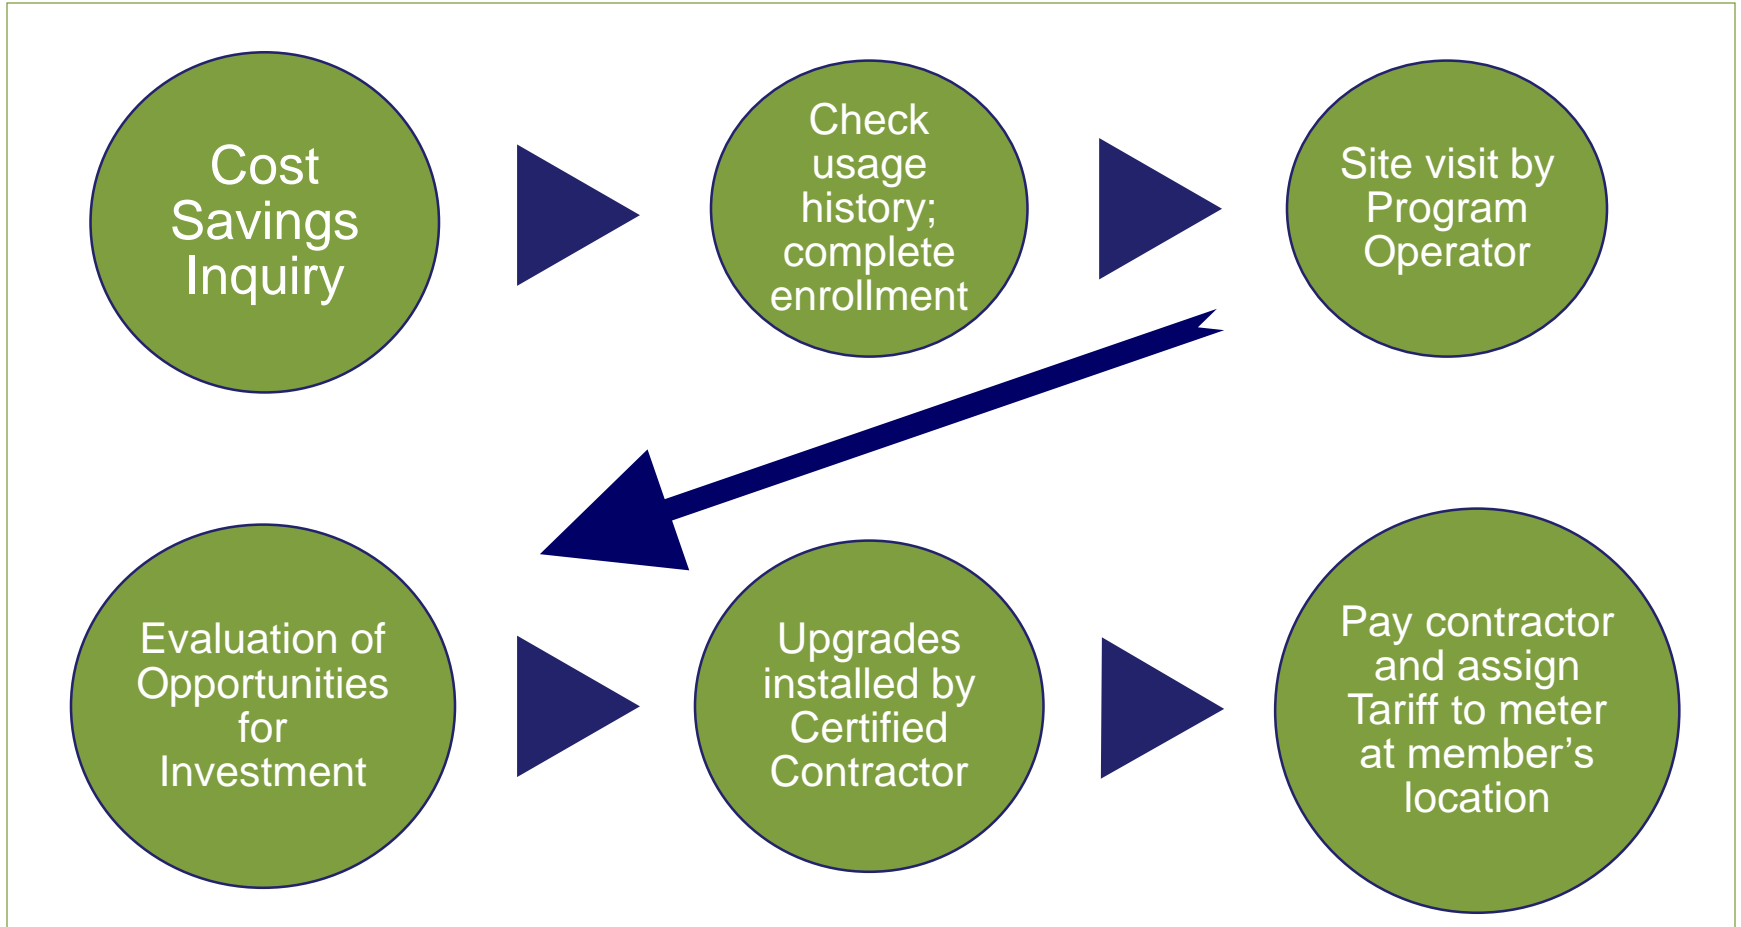 Cost
Savings
Inquiry
Check
usage
history;
complete
enrollment
Site visit by
Program
Operator
Evaluation of
Opportunities
for
Investment
Upgrades
installed by
Certified
Contractor
Pay contractor
and assign
Tariff to meter
at member’s
location